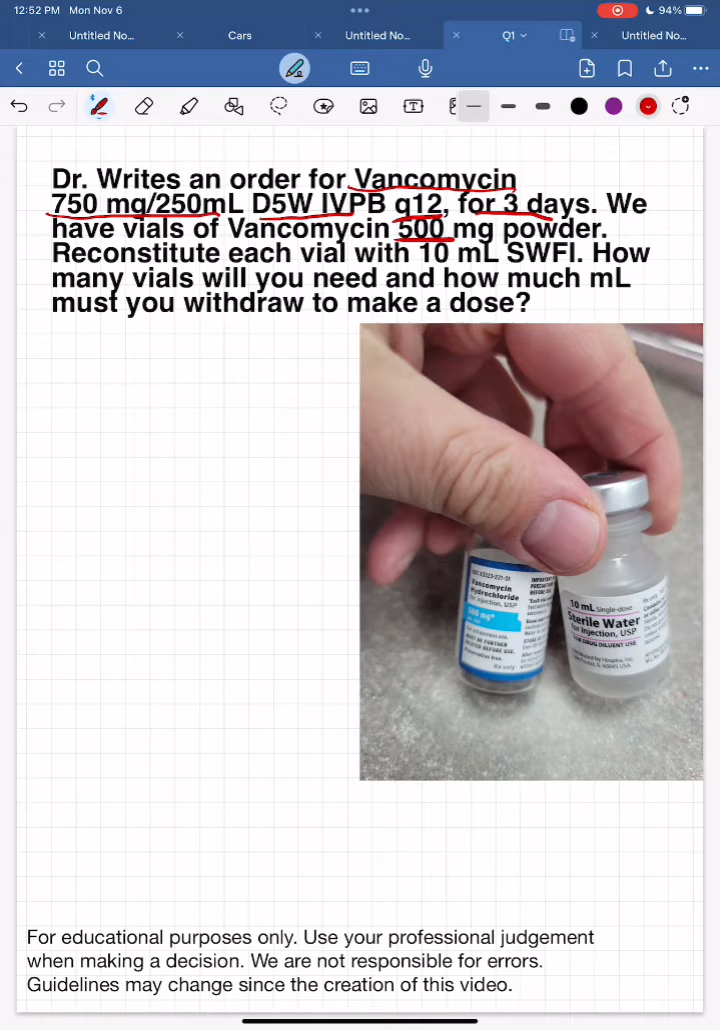 12:52 PM Mon Nov 6
94%
Untitled No...
Cars
Untitled No...
Q1
Untitled No...
Dr. Writes an order for Vancomycin
750 mg/250mL D5W IVPB q12, for 3 days. We
have vials of Vancomycin 500 mg powder.
Reconstitute each vial with 10 mL SWFI. How
many vials will you need and how much mL
must you withdraw to make a dose?
Vancomycin
Hydrochloride
for Injection, USP
500 mg*
Rx only
10 mL Single-dose
Sterile Water
for Injection, USP
FOR DRUG DILUENT USE
For educational purposes only. Use your professional judgement
when making a decision. We are not responsible for errors.
Guidelines may change since the creation of this video.